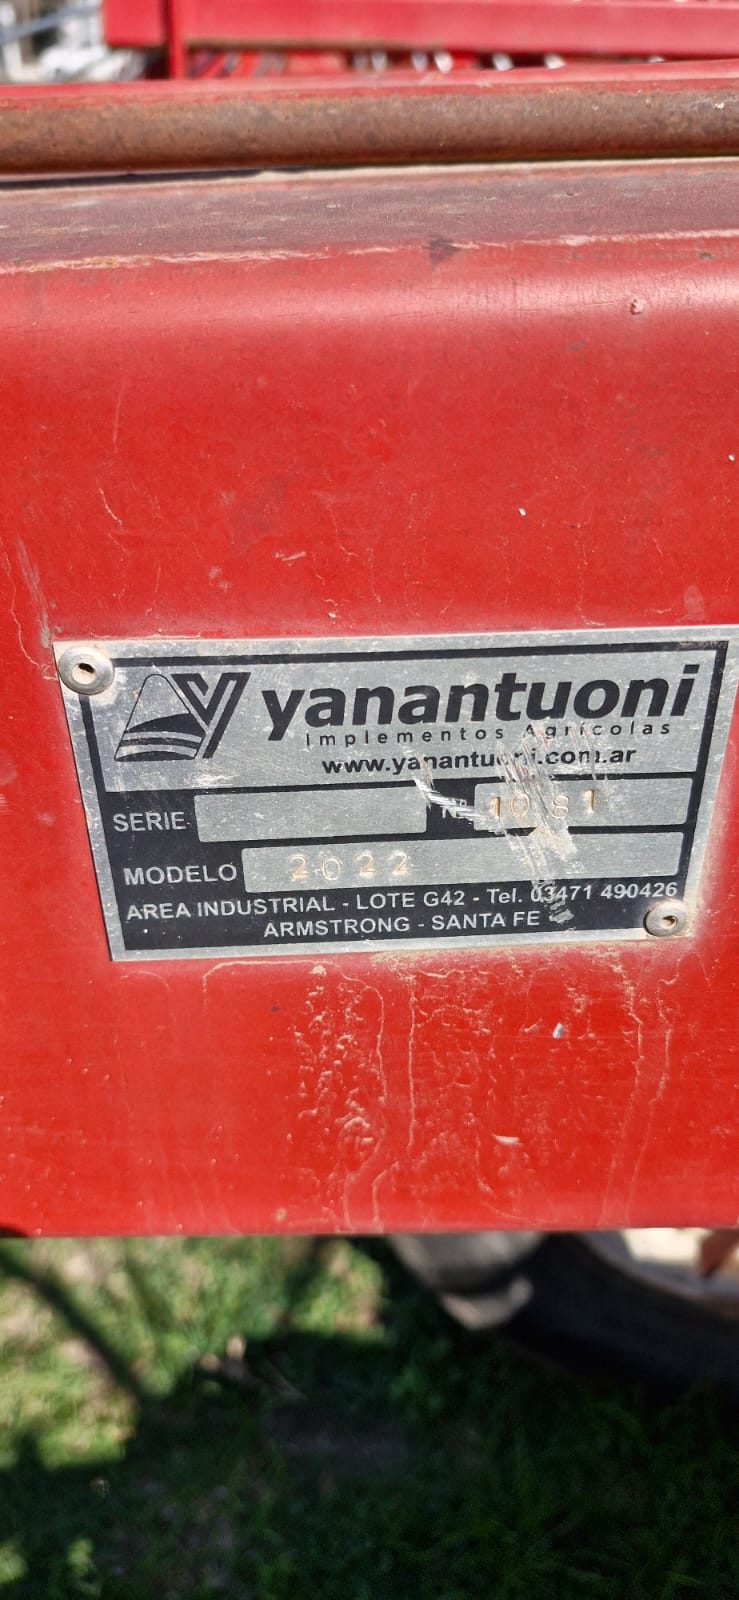 yanantuoni
Implementos Agrícolas
www.yanantuoni.com.ar
SERIE Nº 1081
MODELO 2022
AREA INDUSTRIAL - LOTE G42 - Tel. 03471 490426
ARMSTRONG - SANTA FE